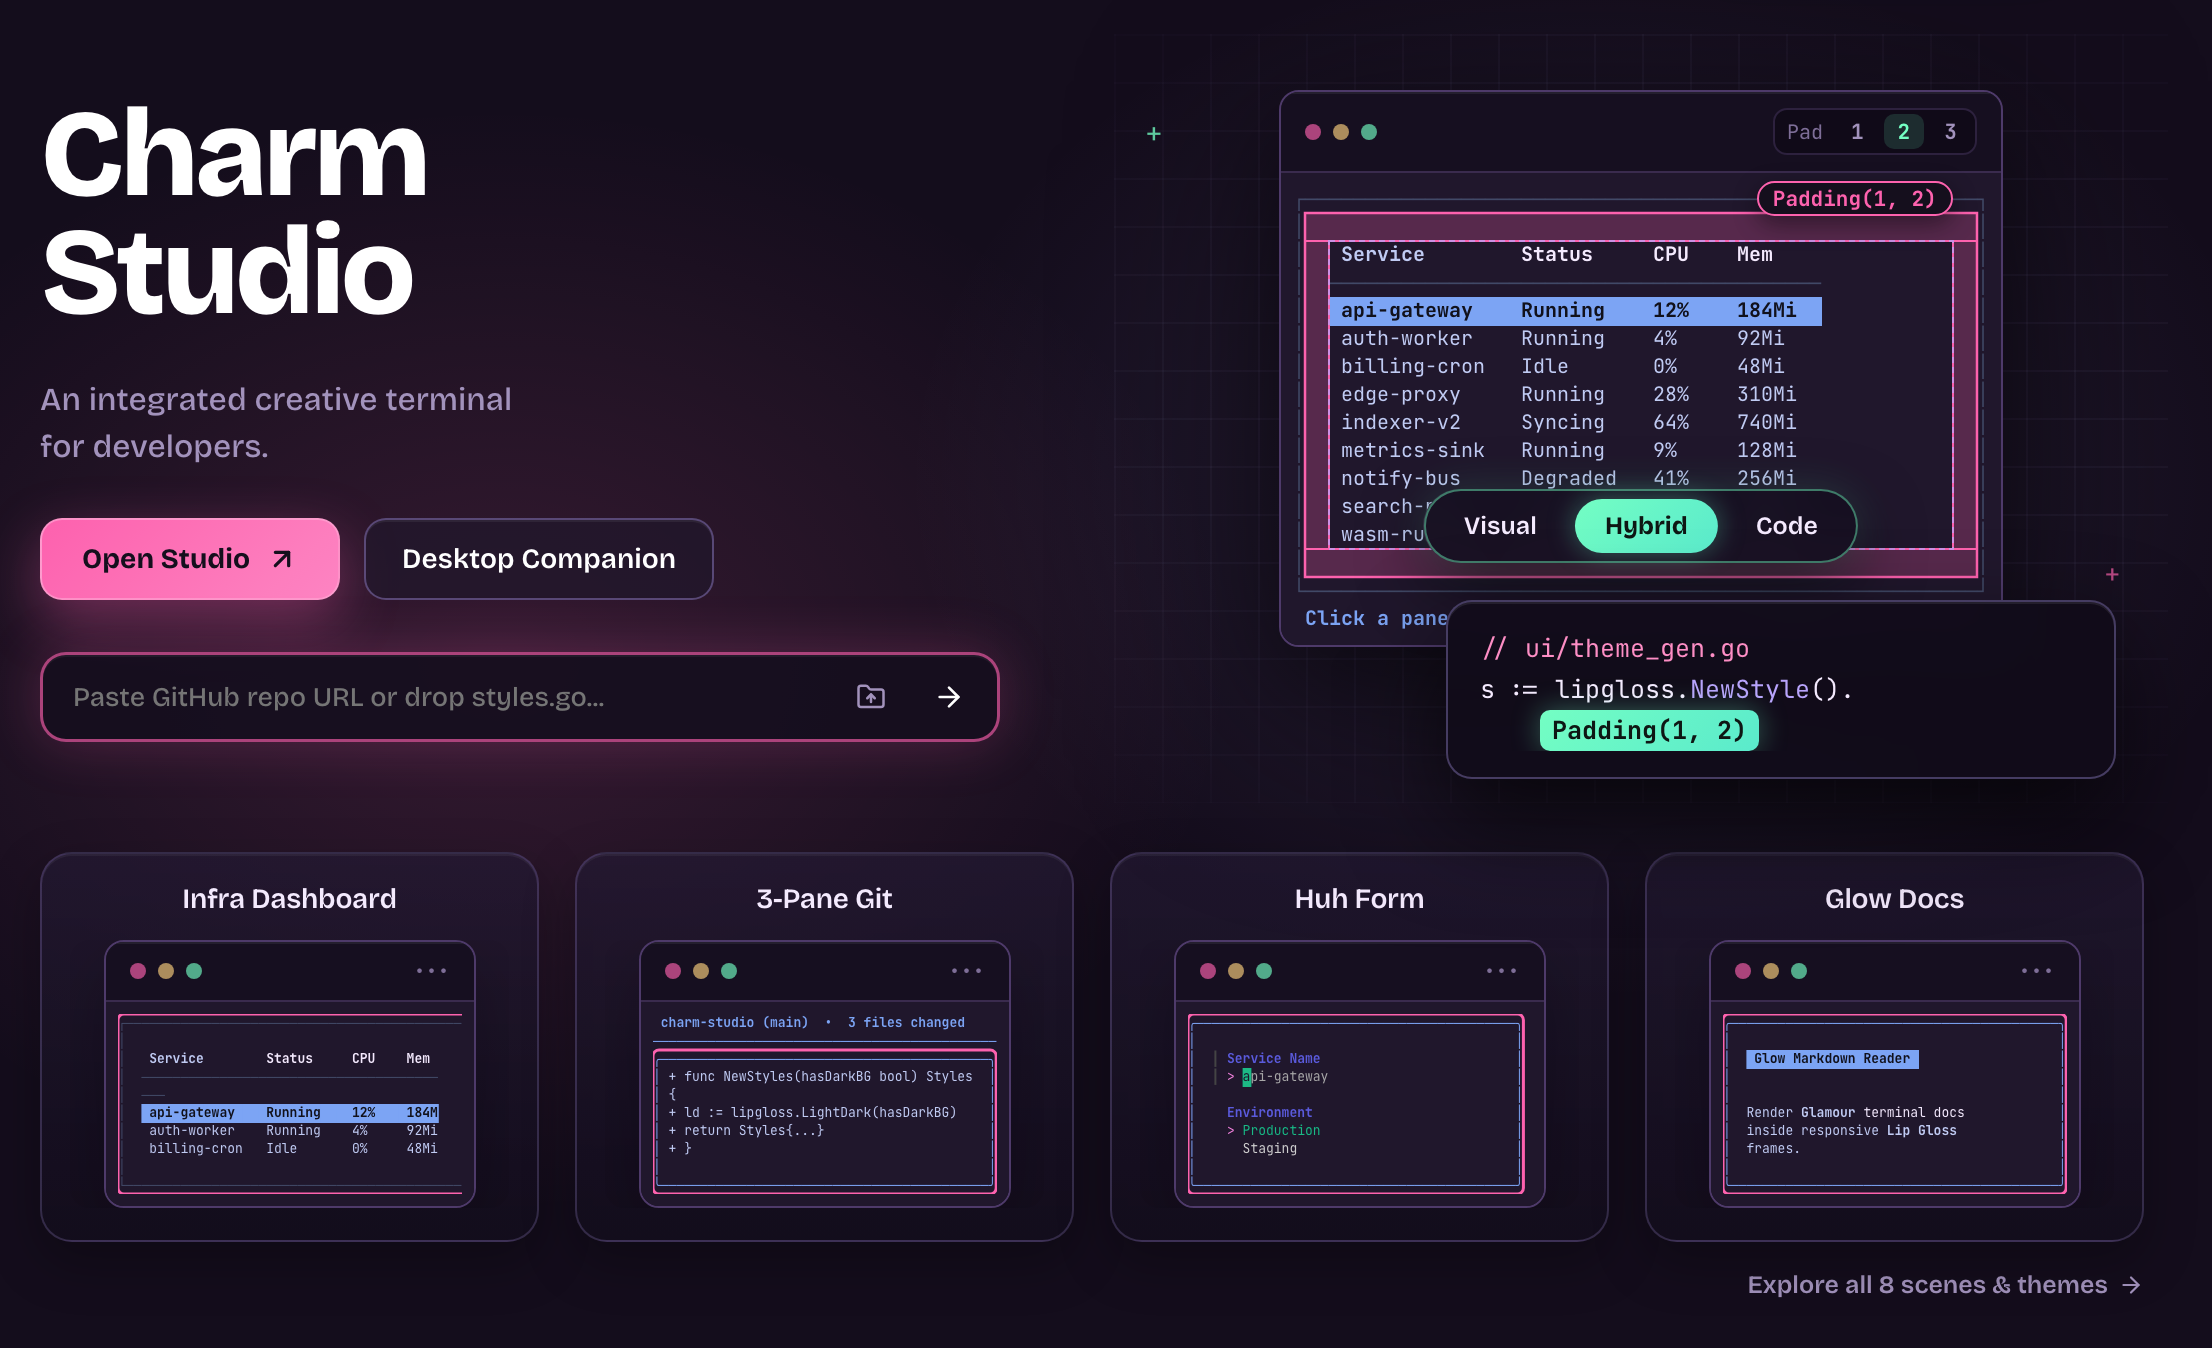 Charm
Studio
An integrated creative terminal
for developers.
Open Studio
Desktop Companion
Paste GitHub repo URL or drop styles.go...
Pad 1 2 3
Padding(1, 2)
Service Status CPU Mem
api-gateway Running 12% 184Mi
auth-worker Running 4% 92Mi
billing-cron Idle 0% 48Mi
edge-proxy Running 28% 310Mi
indexer-v2 Syncing 64% 740Mi
metrics-sink Running 9% 128Mi
notify-bus Degraded 41% 256Mi
search-
wasm-ru
Visual Hybrid Code
Click a pane
// ui/theme_gen.go
s := lipgloss.NewStyle().
Padding(1, 2)
Infra Dashboard
Service Status CPU Mem
api-gateway Running 12% 184M
auth-worker Running 4% 92Mi
billing-cron Idle 0% 48Mi
3-Pane Git
charm-studio (main) • 3 files changed
+ func NewStyles(hasDarkBG bool) Styles
{
+ ld := lipgloss.LightDark(hasDarkBG)
+ return Styles{...}
+ }
Huh Form
Service Name
> api-gateway
Environment
> Production
Staging
Glow Docs
Glow Markdown Reader
Render Glamour terminal docs
inside responsive Lip Gloss
frames.
Explore all 8 scenes & themes →